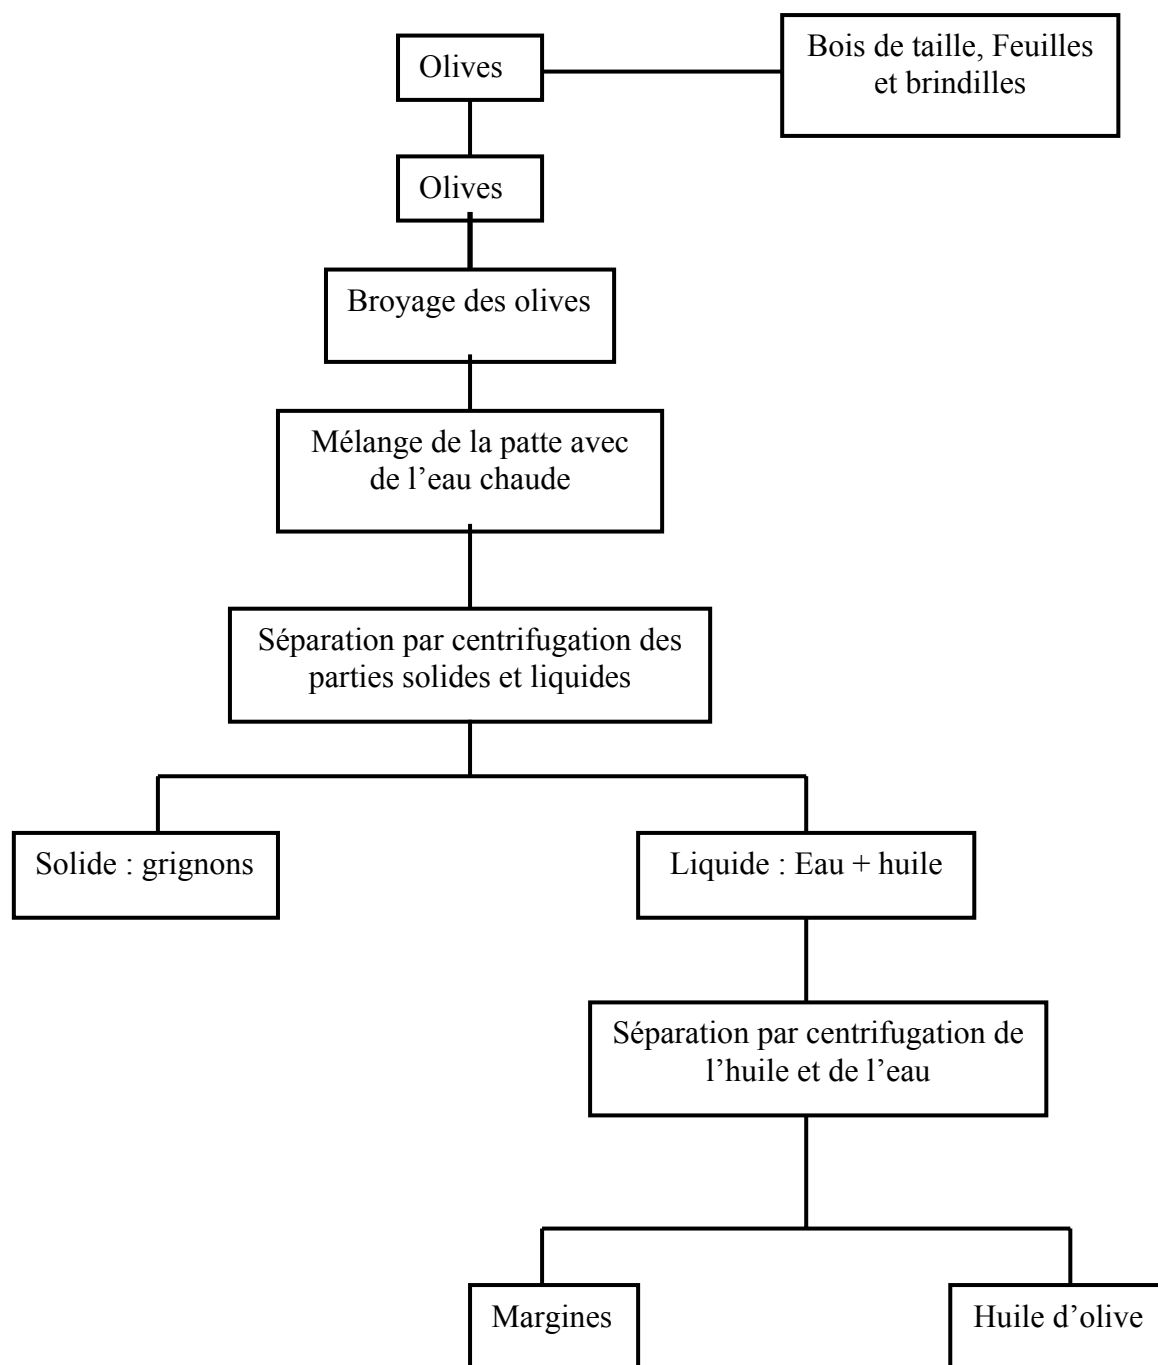 Olives
Bois de taille, Feuilles
et brindilles
Olives
Broyage des olives
Mélange de la patte avec
de l’eau chaude
Séparation par centrifugation des
parties solides et liquides
Solide : grignons
Liquide : Eau + huile
Séparation par centrifugation de
l’huile et de l’eau
Margines
Huile d’olive